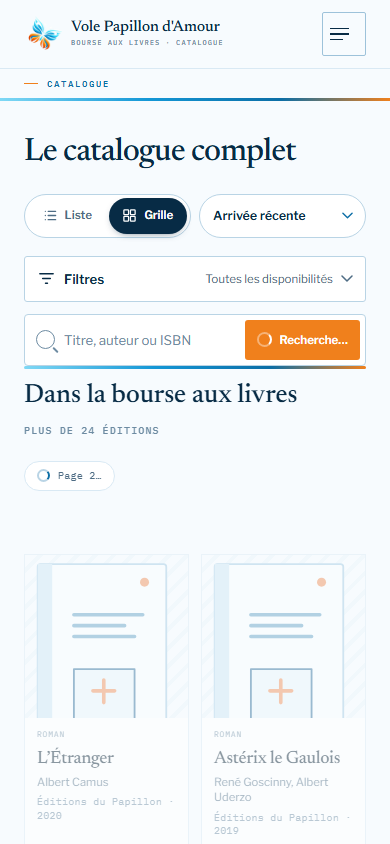 Vole Papillon d'Amour
BOURSE AUX LIVRES · CATALOGUE
CATALOGUE
Le catalogue complet
Liste
Grille
Arrivée récente
Filtres
Toutes les disponibilités
Titre, auteur ou ISBN
Recherche…
Dans la bourse aux livres
PLUS DE 24 ÉDITIONS
Page 2…
ROMAN
L'Étranger
Albert Camus
Éditions du Papillon ·
2020
ROMAN
Astérix le Gaulois
René Goscinny, Albert
Uderzo
Éditions du Papillon ·
2019